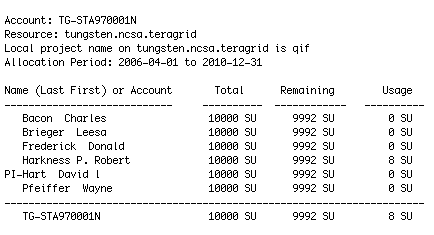 Account: TG-STA970001N
Resource: tungsten.ncsa.teragrid
Local project name on tungsten.ncsa.teragrid is qif
Allocation Period: 2006-04-01 to 2010-12-31
Name (Last First) or Account Total Remaining Usage
Bacon Charles 10000 SU 9992 SU 0 SU
Brieger Leesa 10000 SU 9992 SU 0 SU
Frederick Donald 10000 SU 9992 SU 0 SU
Harkness P. Robert 10000 SU 9992 SU 8 SU
PI-Hart David l 10000 SU 9992 SU 0 SU
Pfeiffer Wayne 10000 SU 9992 SU 0 SU
TG-STA970001N 10000 SU 9992 SU 8 SU